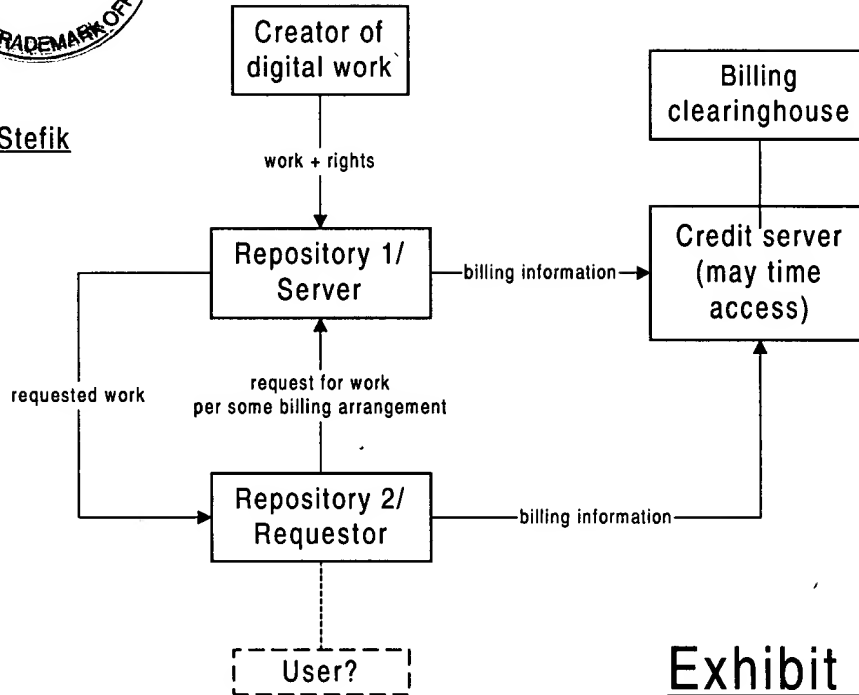 TRADEMARK OFF
Creator of
digital work
Billing
clearinghouse
Stefik
work + rights
Repository 1/
Server
billing information
Credit server
(may time
access)
requested work
request for work
per some billing arrangement
Repository 2/
Requestor
billing information
User?
Exhibit